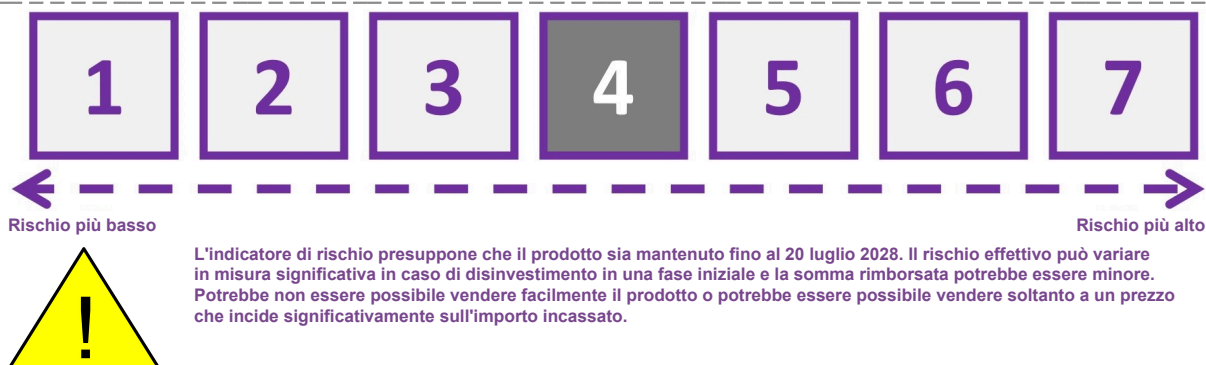 1 2 3 4 5 6 7
Rischio più basso Rischio più alto
L'indicatore di rischio presuppone che il prodotto sia mantenuto fino al 20 luglio 2028. Il rischio effettivo può variare
in misura significativa in caso di disinvestimento in una fase iniziale e la somma rimborsata potrebbe essere minore.
Potrebbe non essere possibile vendere facilmente il prodotto o potrebbe essere possibile vendere soltanto a un prezzo
che incide significativamente sull'importo incassato.
!